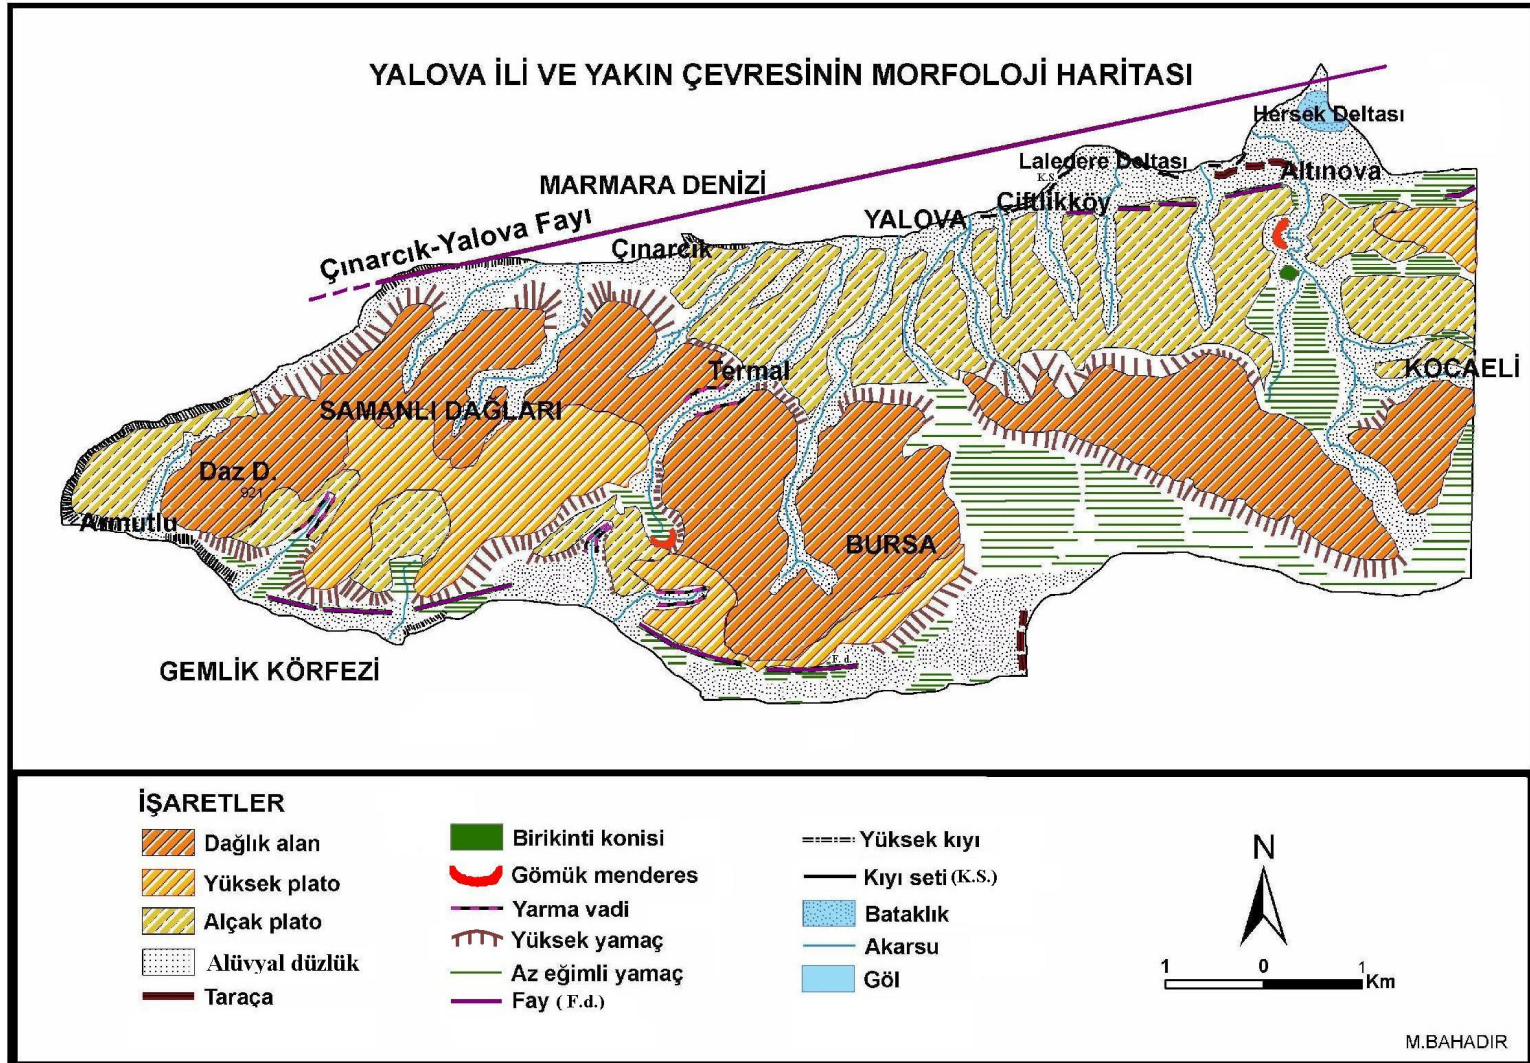 YALOVA İLİ VE YAKIN ÇEVRESİNİN MORFOLOJİ HARİTASI
Hersek Deltası
Laledere Deltası
K.S.
Altınova
MARMARA DENİZİ
Çiftlikköy
YALOVA
Çınarcık-Yalova Fayı
Çınarcık
Termal
KOCAELİ
SAMANLI DAĞLARI
Daz D.
921
Armutlu
BURSA
F.d.
GEMLİK KÖRFEZİ
İŞARETLER
Dağlık alan
Yüksek plato
Alçak plato
Alüvyal düzlük
Taraça
Birikinti konisi
Gömük menderes
Yarma vadi
Yüksek yamaç
Az eğimli yamaç
Fay ( F.d.)
Yüksek kıyı
Kıyı seti (K.S.)
Bataklık
Akarsu
Göl
N
1 0 1 Km
M.BAHADIR